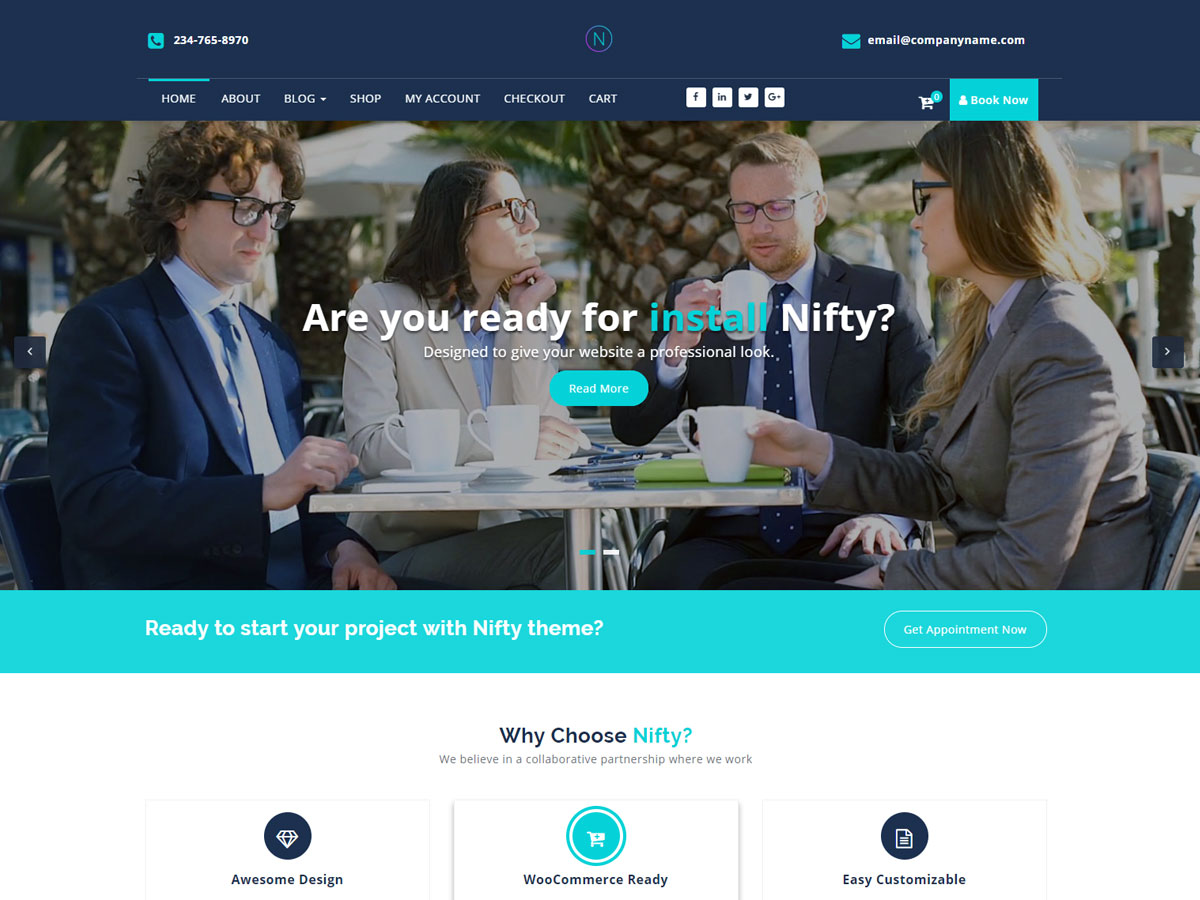 234-765-8970
N
email@companyname.com
HOME ABOUT BLOG SHOP MY ACCOUNT CHECKOUT CART
f in G+
0
Book Now
Are you ready for install Nifty?
Designed to give your website a professional look.
Read More
Ready to start your project with Nifty theme?
Get Appointment Now
Why Choose Nifty?
We believe in a collaborative partnership where we work
Awesome Design
WooCommerce Ready
Easy Customizable